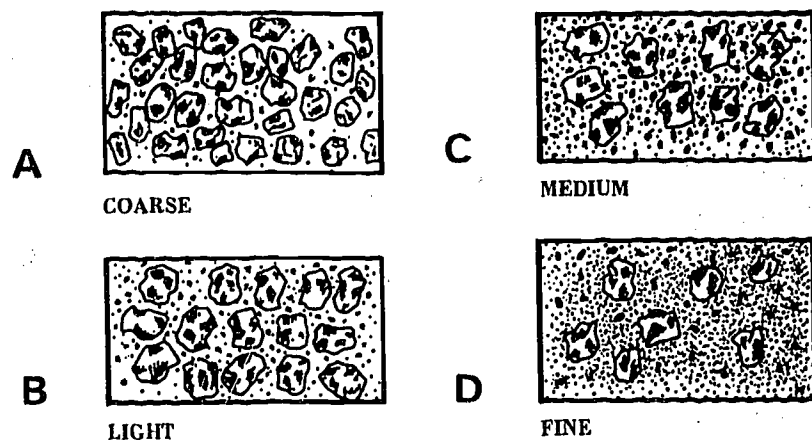 A
COARSE
B
LIGHT
C
MEDIUM
D
FINE